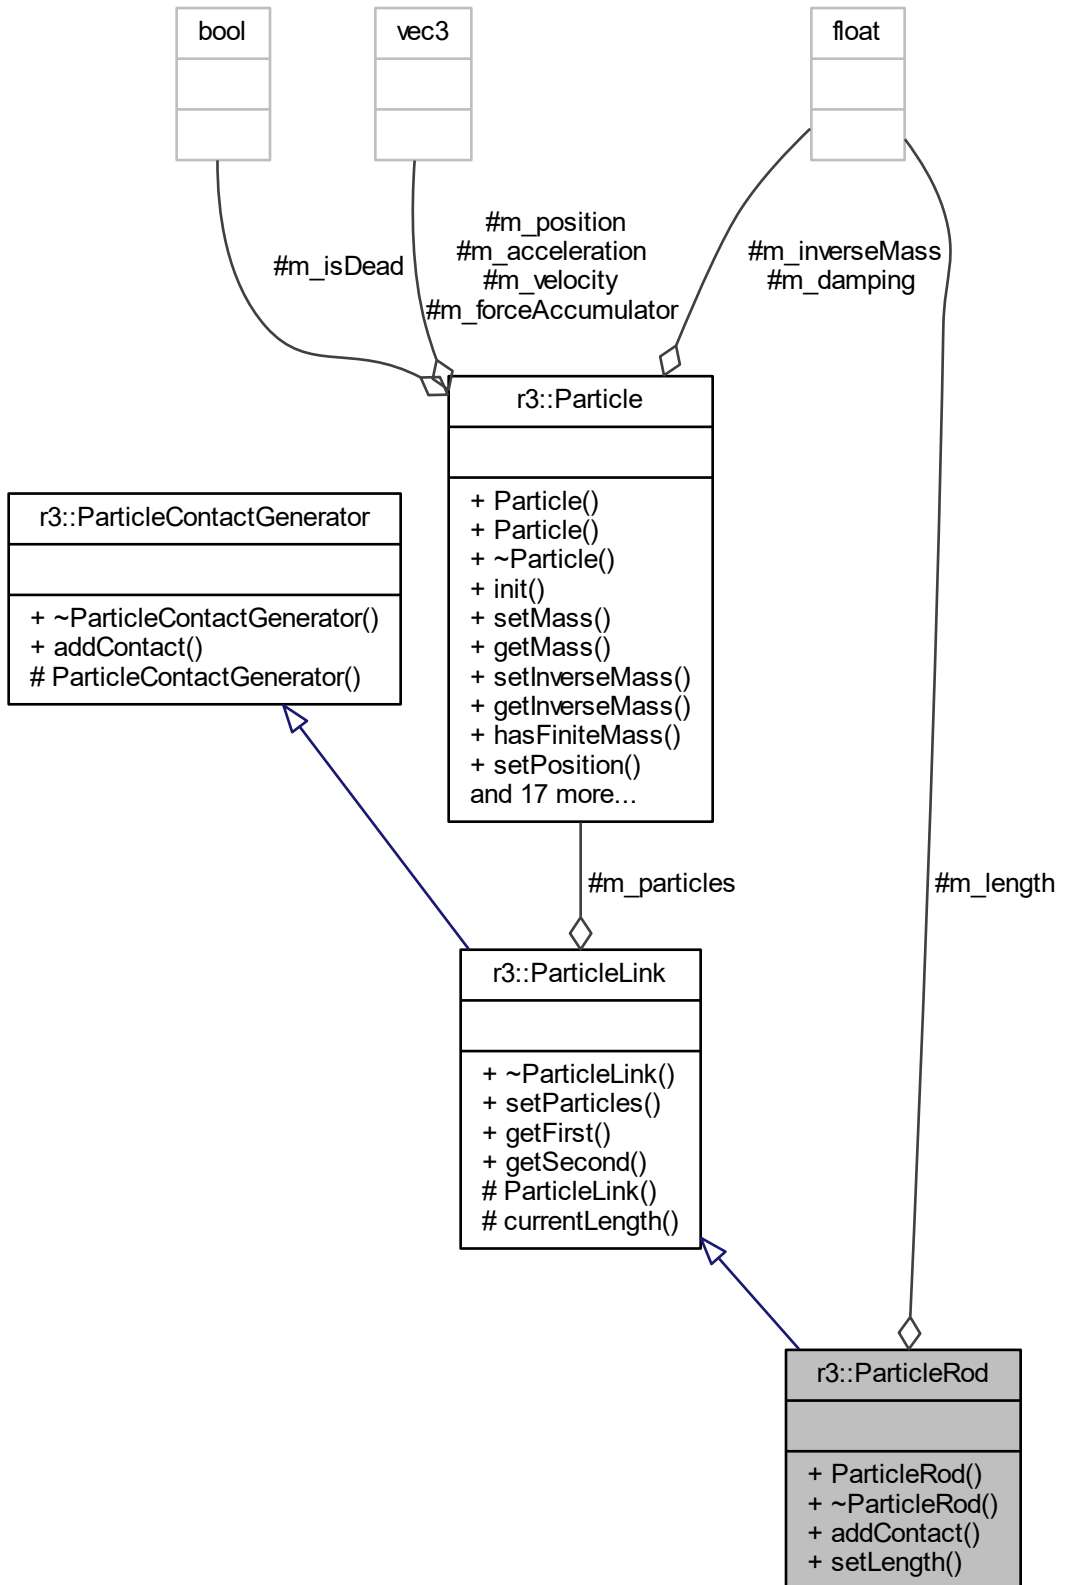 bool
vec3
float
#m_position
#m_acceleration
#m_velocity
#m_forceAccumulator
#m_isDead
#m_inverseMass
#m_damping
r3::Particle
+ Particle()
+ Particle()
+ ~Particle()
+ init()
+ setMass()
+ getMass()
+ setInverseMass()
+ getInverseMass()
+ hasFiniteMass()
+ setPosition()
and 17 more...
r3::ParticleContactGenerator
+ ~ParticleContactGenerator()
+ addContact()
# ParticleContactGenerator()
#m_particles
#m_length
r3::ParticleLink
+ ~ParticleLink()
+ setParticles()
+ getFirst()
+ getSecond()
# ParticleLink()
# currentLength()
r3::ParticleRod
+ ParticleRod()
+ ~ParticleRod()
+ addContact()
+ setLength()